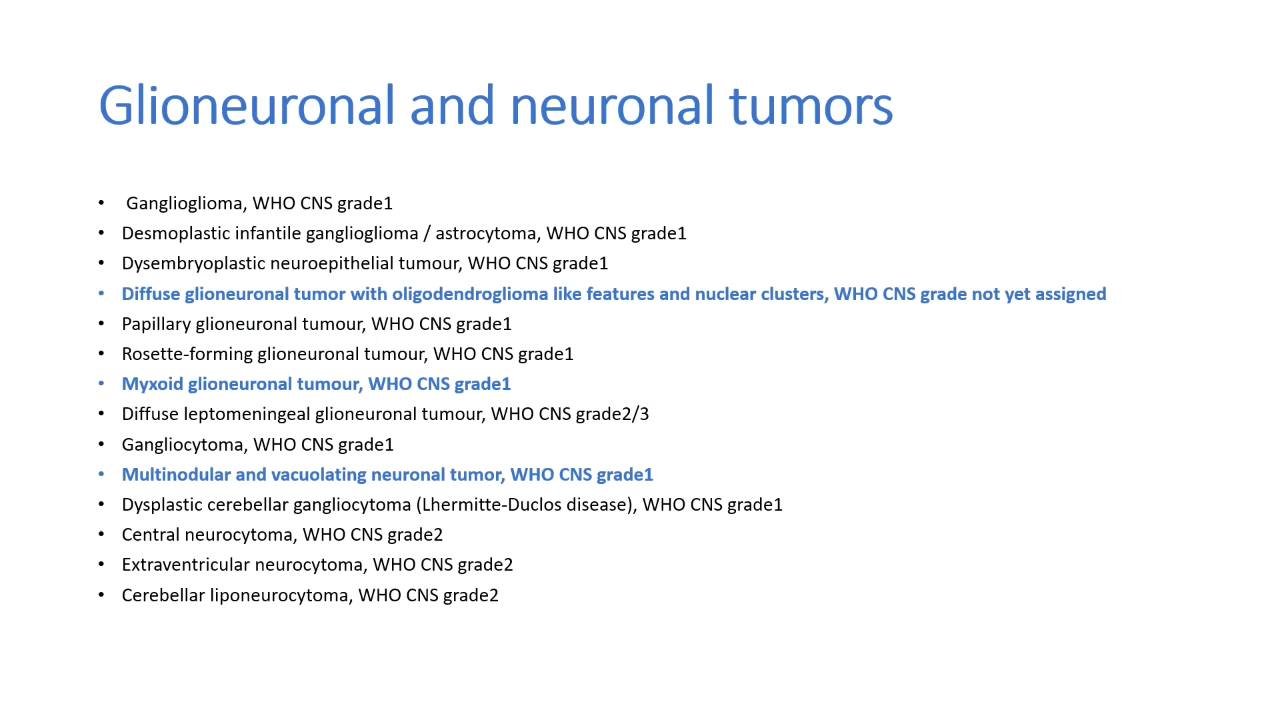 Glioneuronal and neuronal tumors
• Ganglioglioma, WHO CNS grade1
• Desmoplastic infantile ganglioglioma / astrocytoma, WHO CNS grade1
• Dysembryoplastic neuroepithelial tumour, WHO CNS grade1
• Diffuse glioneuronal tumor with oligodendroglioma like features and nuclear clusters, WHO CNS grade not yet assigned
• Papillary glioneuronal tumour, WHO CNS grade1
• Rosette-forming glioneuronal tumour, WHO CNS grade1
• Myxoid glioneuronal tumour, WHO CNS grade1
• Diffuse leptomeningeal glioneuronal tumour, WHO CNS grade2/3
• Gangliocytoma, WHO CNS grade1
• Multinodular and vacuolating neuronal tumor, WHO CNS grade1
• Dysplastic cerebellar gangliocytoma (Lhermitte-Duclos disease), WHO CNS grade1
• Central neurocytoma, WHO CNS grade2
• Extraventricular neurocytoma, WHO CNS grade2
• Cerebellar liponeurocytoma, WHO CNS grade2